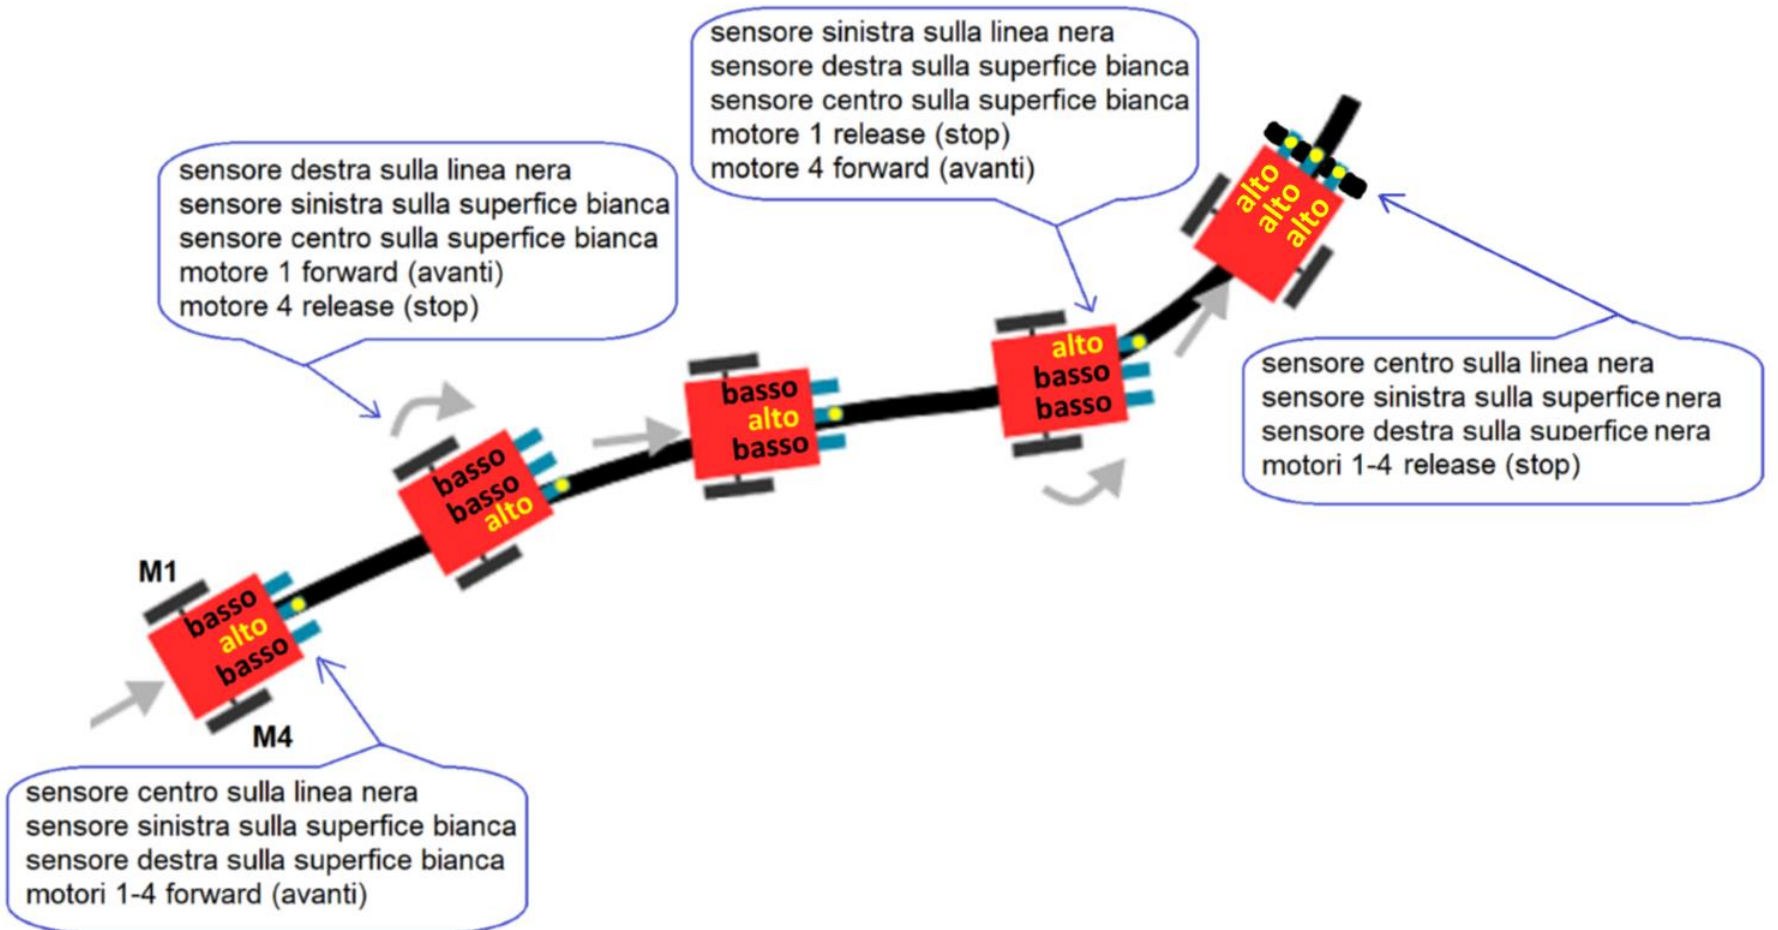 sensore sinistra sulla linea nera
sensore destra sulla superfice bianca
sensore centro sulla superfice bianca
motore 1 release (stop)
motore 4 forward (avanti)
sensore destra sulla linea nera
sensore sinistra sulla superfice bianca
sensore centro sulla superfice bianca
motore 1 forward (avanti)
motore 4 release (stop)
alto
alto
alto
alto
basso
basso
sensore centro sulla linea nera
sensore sinistra sulla superfice nera
sensore destra sulla superfice nera
motori 1-4 release (stop)
basso
alto
basso
basso
basso
alto
M1
basso
alto
basso
M4
sensore centro sulla linea nera
sensore sinistra sulla superfice bianca
sensore destra sulla superfice bianca
motori 1-4 forward (avanti)